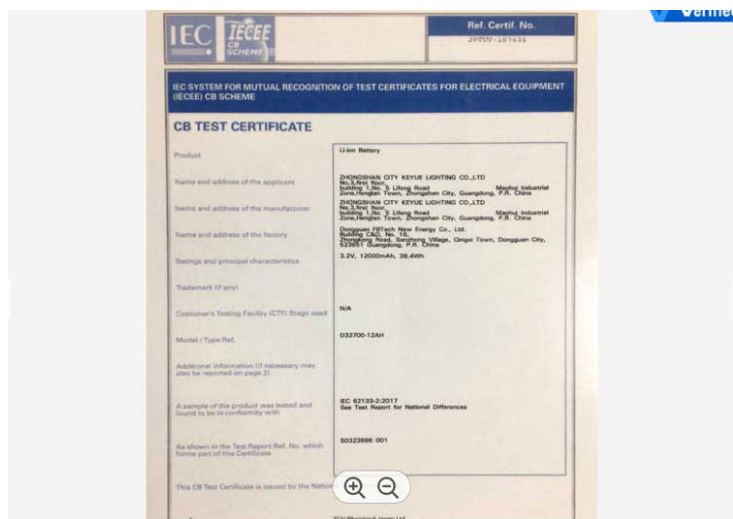 IEC
IECEE
CB
SCHEME
Ref. Certif. No.
JPTUV-187434
IEC SYSTEM FOR MUTUAL RECOGNITION OF TEST CERTIFICATES FOR ELECTRICAL EQUIPMENT
(IECEE) CB SCHEME
CB TEST CERTIFICATE
Product
Li-ion Battery
Name and address of the applicant
ZHONGSHAN CITY KEYUE LIGHTING CO.,LTD
No.3,first floor,
building 1,No. 5 Lifeng Road Maohui Industrial
Zone,Henglan Town, Zhongshan City, Guangdong, P.R. China
Name and address of the manufacturer
ZHONGSHAN CITY KEYUE LIGHTING CO.,LTD
No.3,first floor,
building 1,No. 5 Lifeng Road Maohui Industrial
Zone,Henglan Town, Zhongshan City, Guangdong, P.R. China
Name and address of the factory
Dongguan FBTech New Energy Co., Ltd.
Building C&D, No. 18,
Zhongkeng Road, Sanzhong Village, Qingxi Town, Dongguan City,
523651 Guangdong, P.R. China
Ratings and principal characteristics
3.2V, 12000mAh, 38.4Wh
Trademark (if any)
Customer's Testing Facility (CTF) Stage used
N/A
Model / Type Ref.
D32700-12AH
Additional information (if necessary may
also be reported on page 2)
A sample of the product was tested and
found to be in conformity with
IEC 62133-2:2017
See Test Report for National Differences
As shown in the Test Report Ref. No. which
forms part of this Certificate
50323996 001
This CB Test Certificate is issued by the Nation